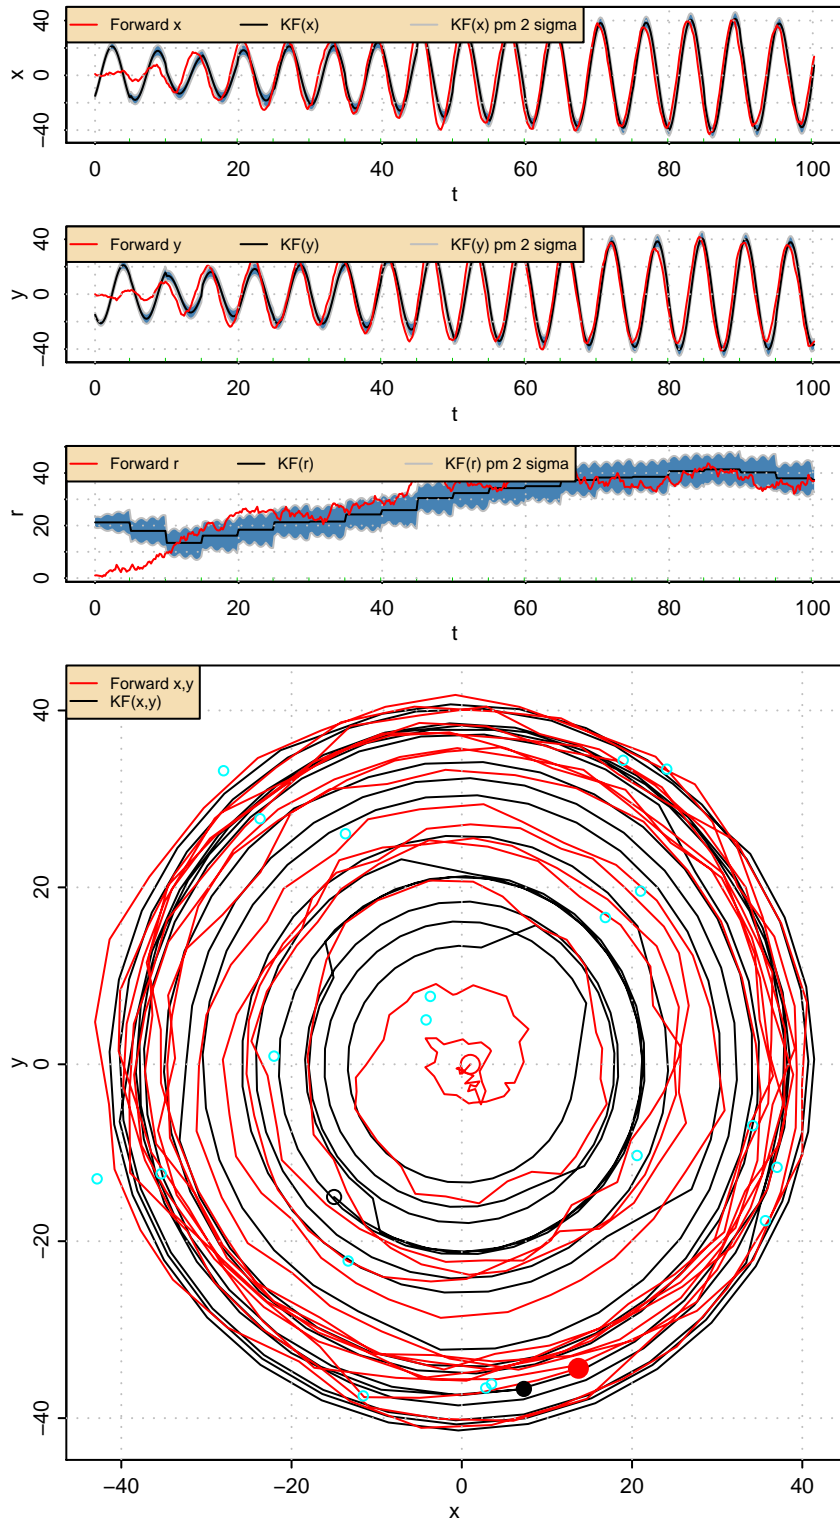 Forward x KF(x) KF(x) pm 2 sigma
x
−40 0 20 40
0 20 40 60 80 100
t
Forward y KF(y) KF(y) pm 2 sigma
y
−40 0 20 40
0 20 40 60 80 100
t
Forward r KF(r) KF(r) pm 2 sigma
r
0 20 40
0 20 40 60 80 100
t
Forward x,y
KF(x,y)
y
−40 −20 0 20 40
−40 −20 0 20 40
x